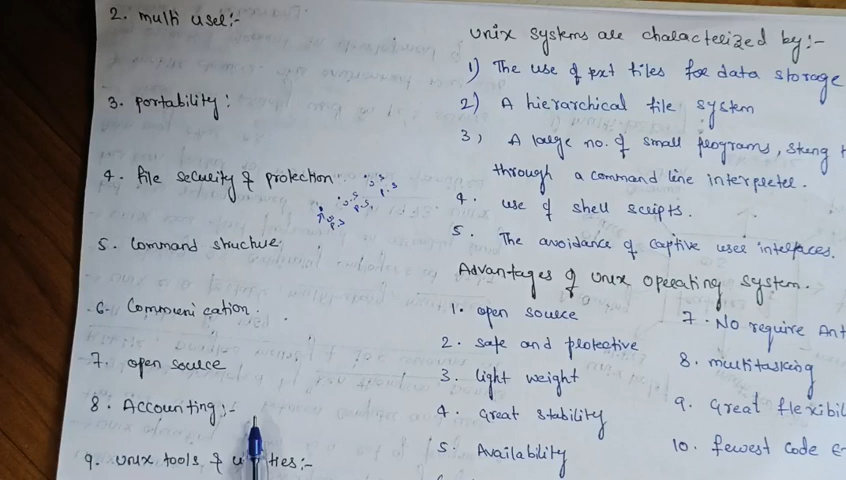 2. multi user:-
3. portability:
4. file security & protection
5. Command structure
6. Communication.
7. open source
8. Accounting:-
9. unix tools &
unix systems are characterized by:-
1) The use of files for data storage
2) A hierarchical file system
3, A large no. of small programs,
through a command line interpreter.
4. use of shell scripts.
5. The avoidance of captive user interfaces.
Advantages of unix operating system.
1. open source
2. safe and protective
3. light weight
4. Great stability
5. Availability
7. No require
8. multitasking
9. Great
10. fewest code